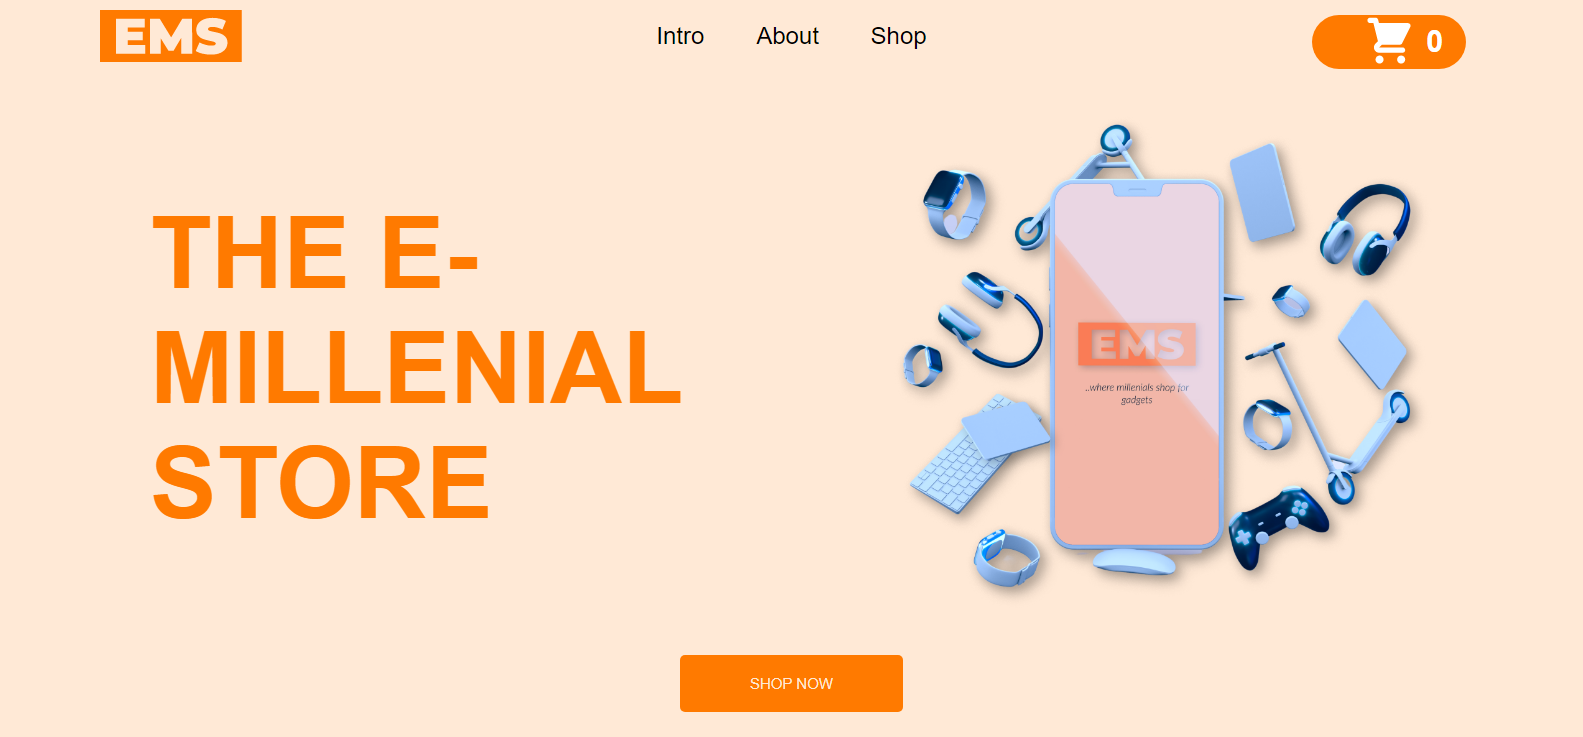 EMS
Intro About Shop
0
THE E-
MILLENIAL
STORE
EMS
..where millenials shop for
gadgets
SHOP NOW